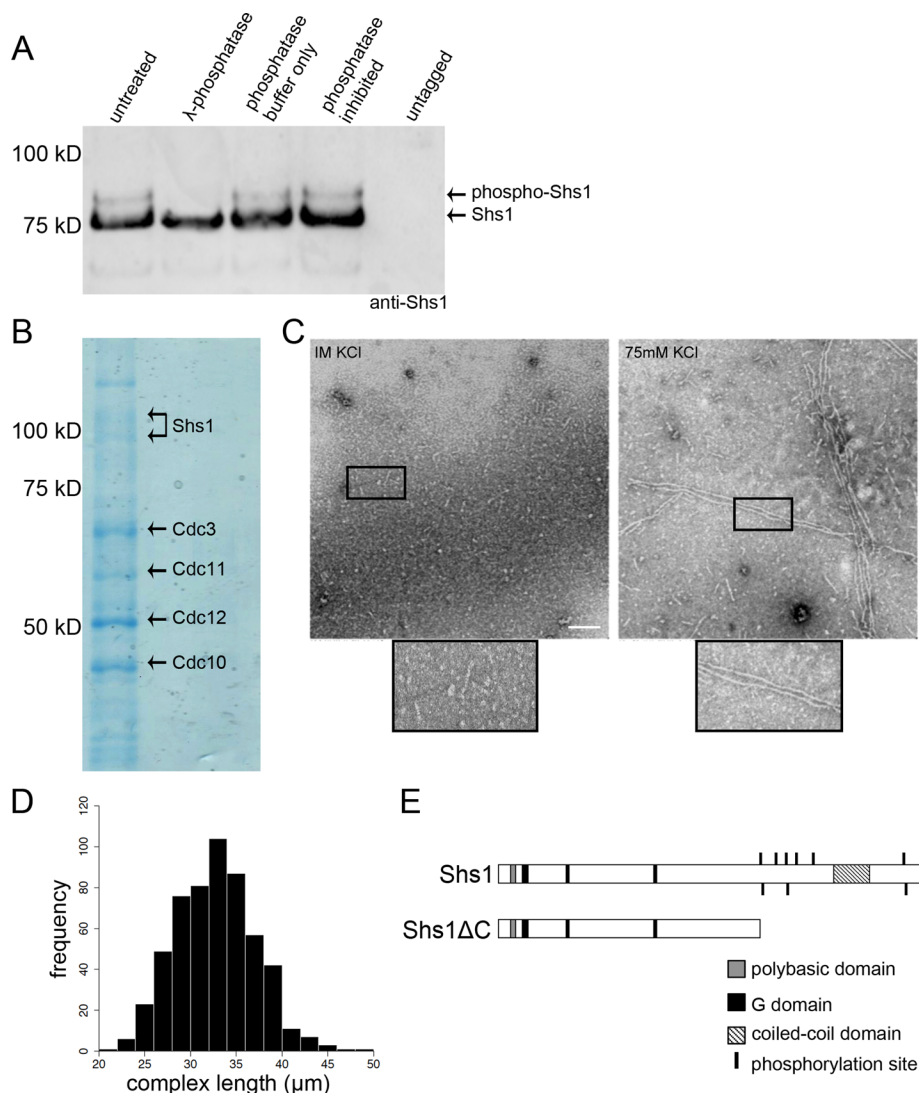 A
untreated
λ-phosphatase
phosphatase
buffer only
phosphatase
inhibited
untagged
100 kD
75 kD
phospho-Shs1
Shs1
anti-Shs1
B
100 kD
75 kD
50 kD
Shs1
Cdc3
Cdc11
Cdc12
Cdc10
C
IM KCl
75mM KCl
D
frequency
120
100
80
60
40
20
0
20 25 30 35 40 45 50
complex length (μm)
E
Shs1
Shs1ΔC
polybasic domain
G domain
coiled-coil domain
phosphorylation site